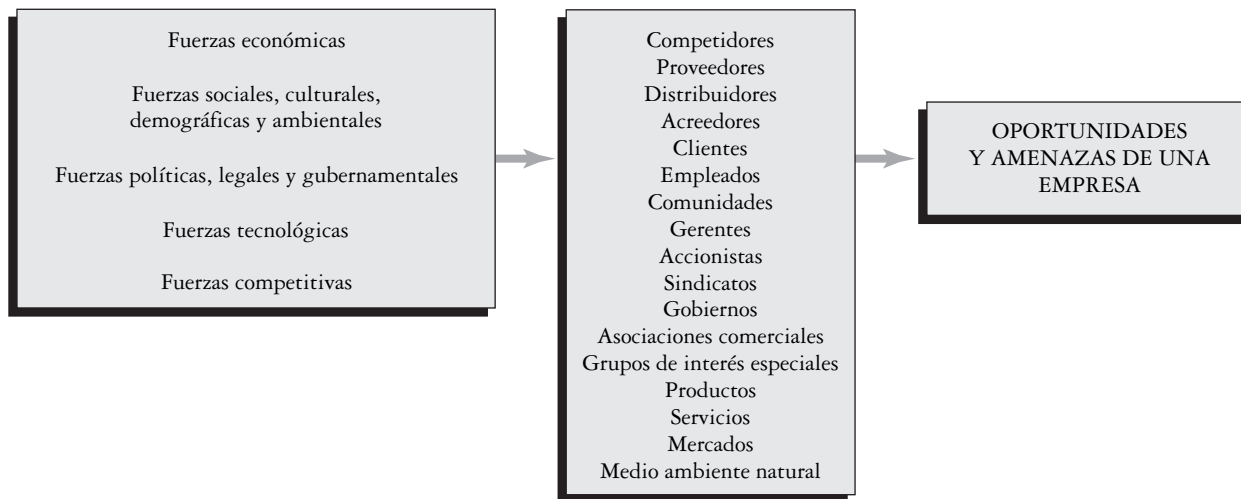 Fuerzas económicas
Fuerzas sociales, culturales,
demográficas y ambientales
Fuerzas políticas, legales y gubernamentales
Fuerzas tecnológicas
Fuerzas competitivas
Competidores
Proveedores
Distribuidores
Acreedores
Clientes
Empleados
Comunidades
Gerentes
Accionistas
Sindicatos
Gobiernos
Asociaciones comerciales
Grupos de interés especiales
Productos
Servicios
Mercados
Medio ambiente natural
OPORTUNIDADES
Y AMENAZAS DE UNA
EMPRESA